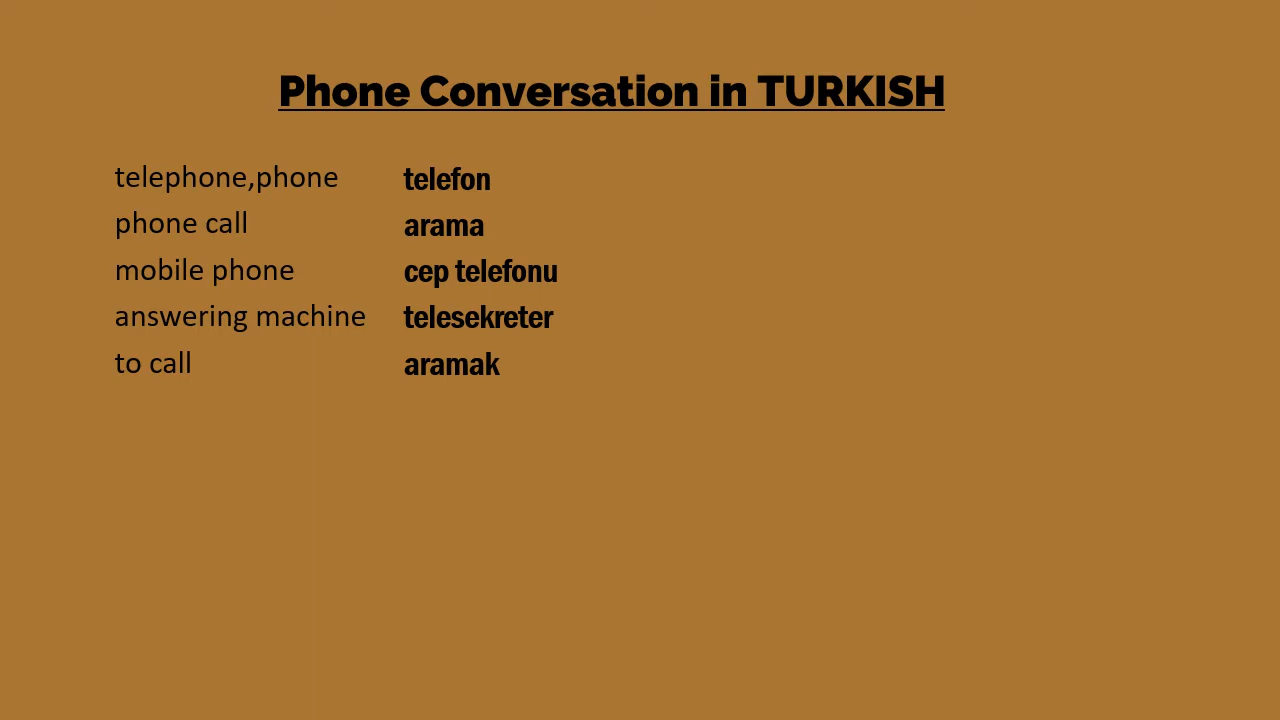 Phone Conversation in TURKISH
telephone,phone telefon
phone call arama
mobile phone cep telefonu
answering machine telesekreter
to call aramak